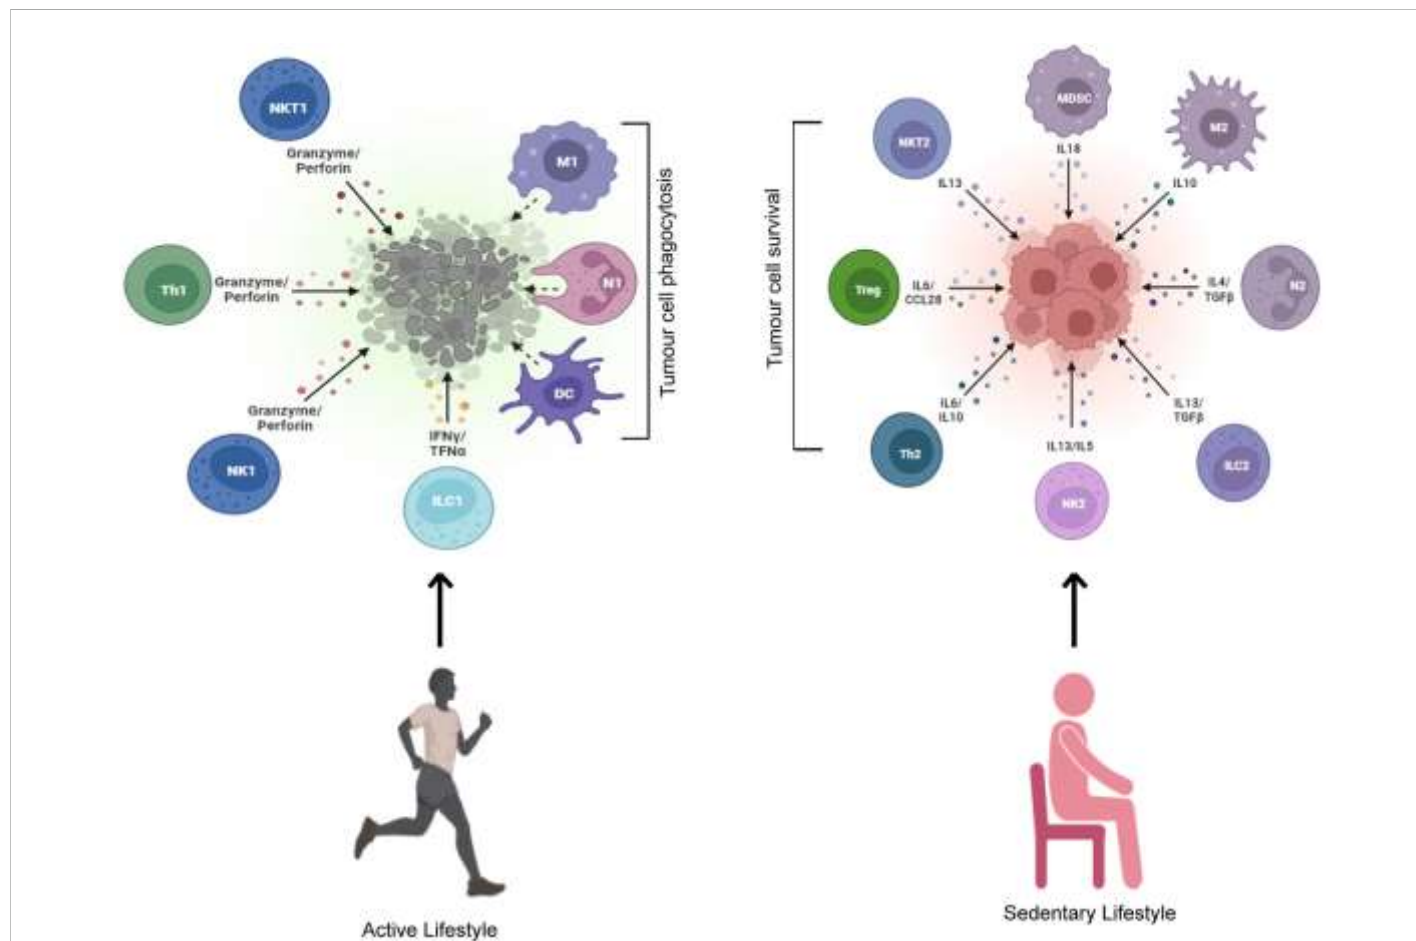 NKT1
Granzyme/
Perforin
M1
Th1
Granzyme/
Perforin
N1
Tumour cell phagocytosis
DC
Granzyme/
Perforin
NK1
IFNγ/
TFNα
ILC1
Active Lifestyle
MDSC
IL18
NKT2
IL13
M2
IL10
Tumour cell survival
Treg
IL6/
CCL28
IL4/
TGFβ
N2
IL6/
IL10
Th2
IL13/IL5
NK2
IL13/
TGFβ
ILC2
Sedentary Lifestyle